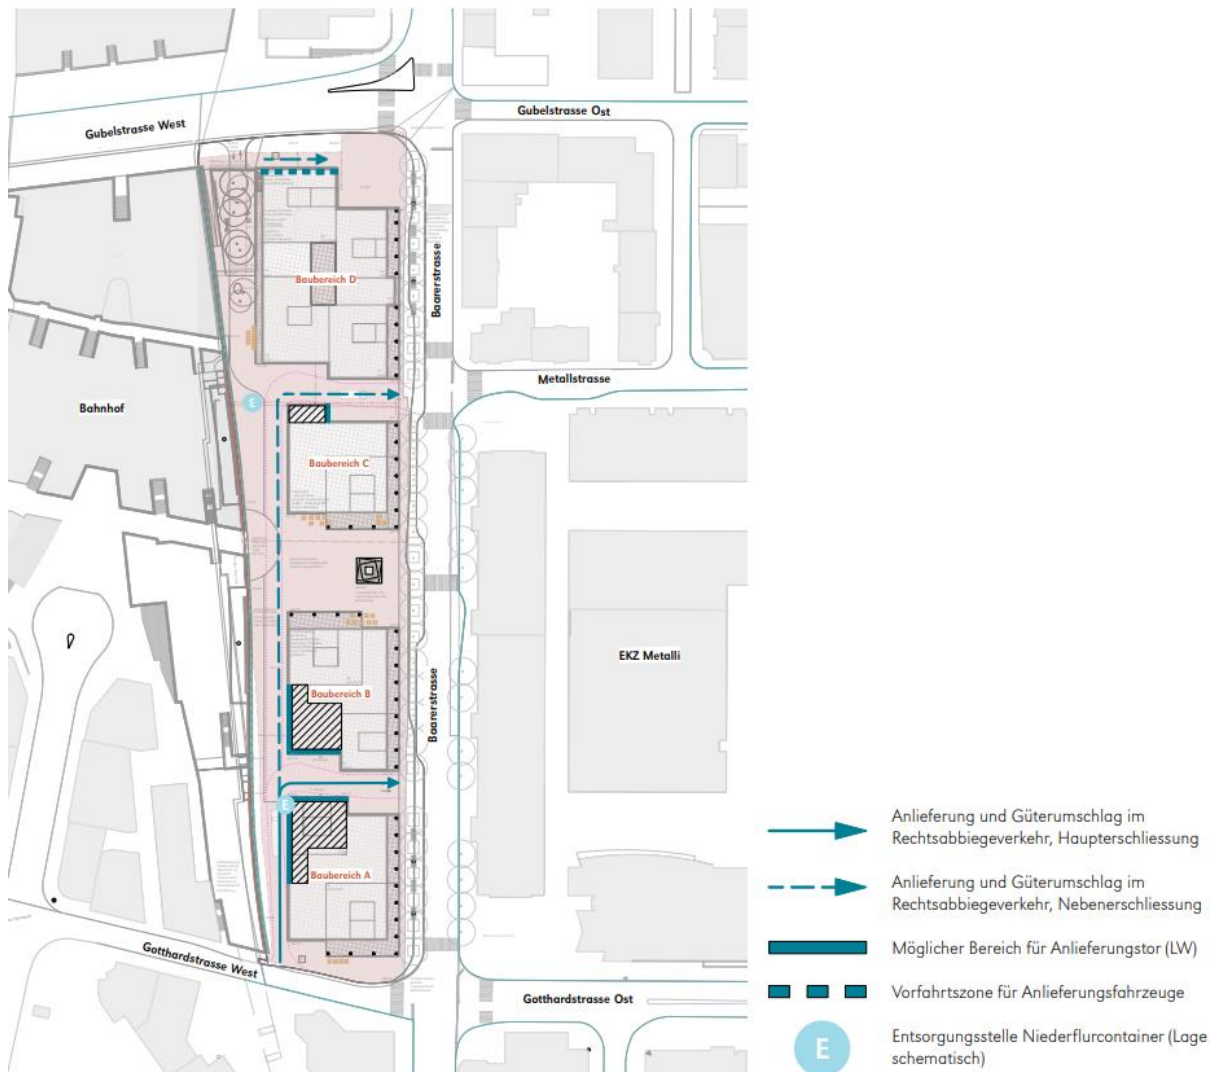 Gubelstrasse West
Gubelstrasse Ost
Baarerstrasse
Baubereich D
Metallstrasse
E
Bahnhof
Baubereich C
EKZ Metalli
Baubereich B
Baarerstrasse
E
Baubereich A
Gotthardstrasse West
Gotthardstrasse Ost
Anlieferung und Güterumschlag im
Rechtsabbiegeverkehr, Haupterschliessung
Anlieferung und Güterumschlag im
Rechtsabbiegeverkehr, Nebenerschliessung
Möglicher Bereich für Anlieferungstor (LW)
Vorfahrtszone für Anlieferungsfahrzeuge
E
Entsorgungsstelle Niederflurcontainer (Lage
schematisch)